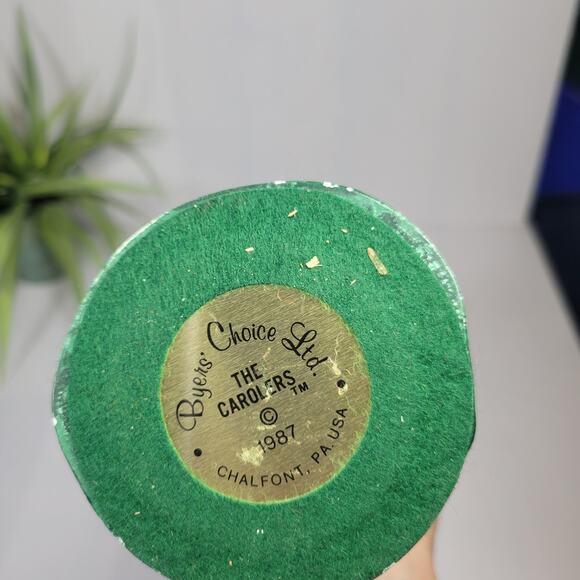 Byers' Choice Ltd.
THE
CAROLERS™
©
1987
CHALFONT, PA. USA